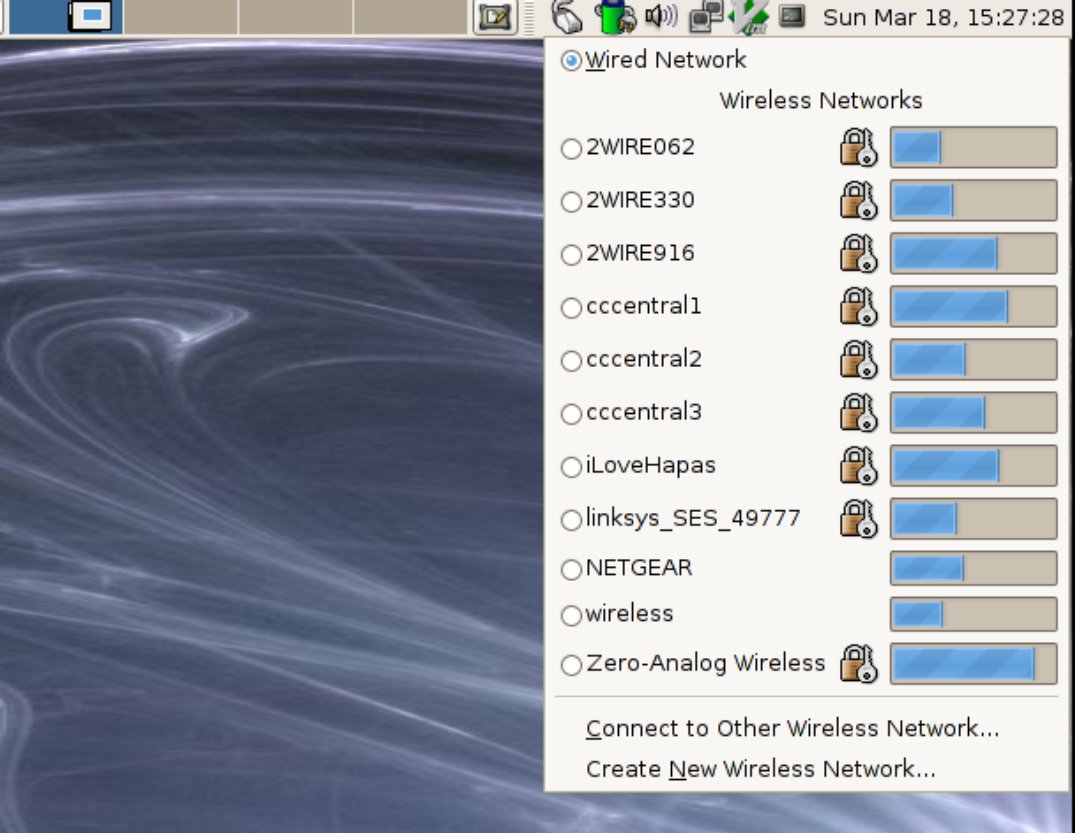 Sun Mar 18, 15:27:28
Wired Network
Wireless Networks
2WIRE062
2WIRE330
2WIRE916
cccentral1
cccentral2
cccentral3
iLoveHapas
linksys_SES_49777
NETGEAR
wireless
Zero-Analog Wireless
Connect to Other Wireless Network...
Create New Wireless Network...